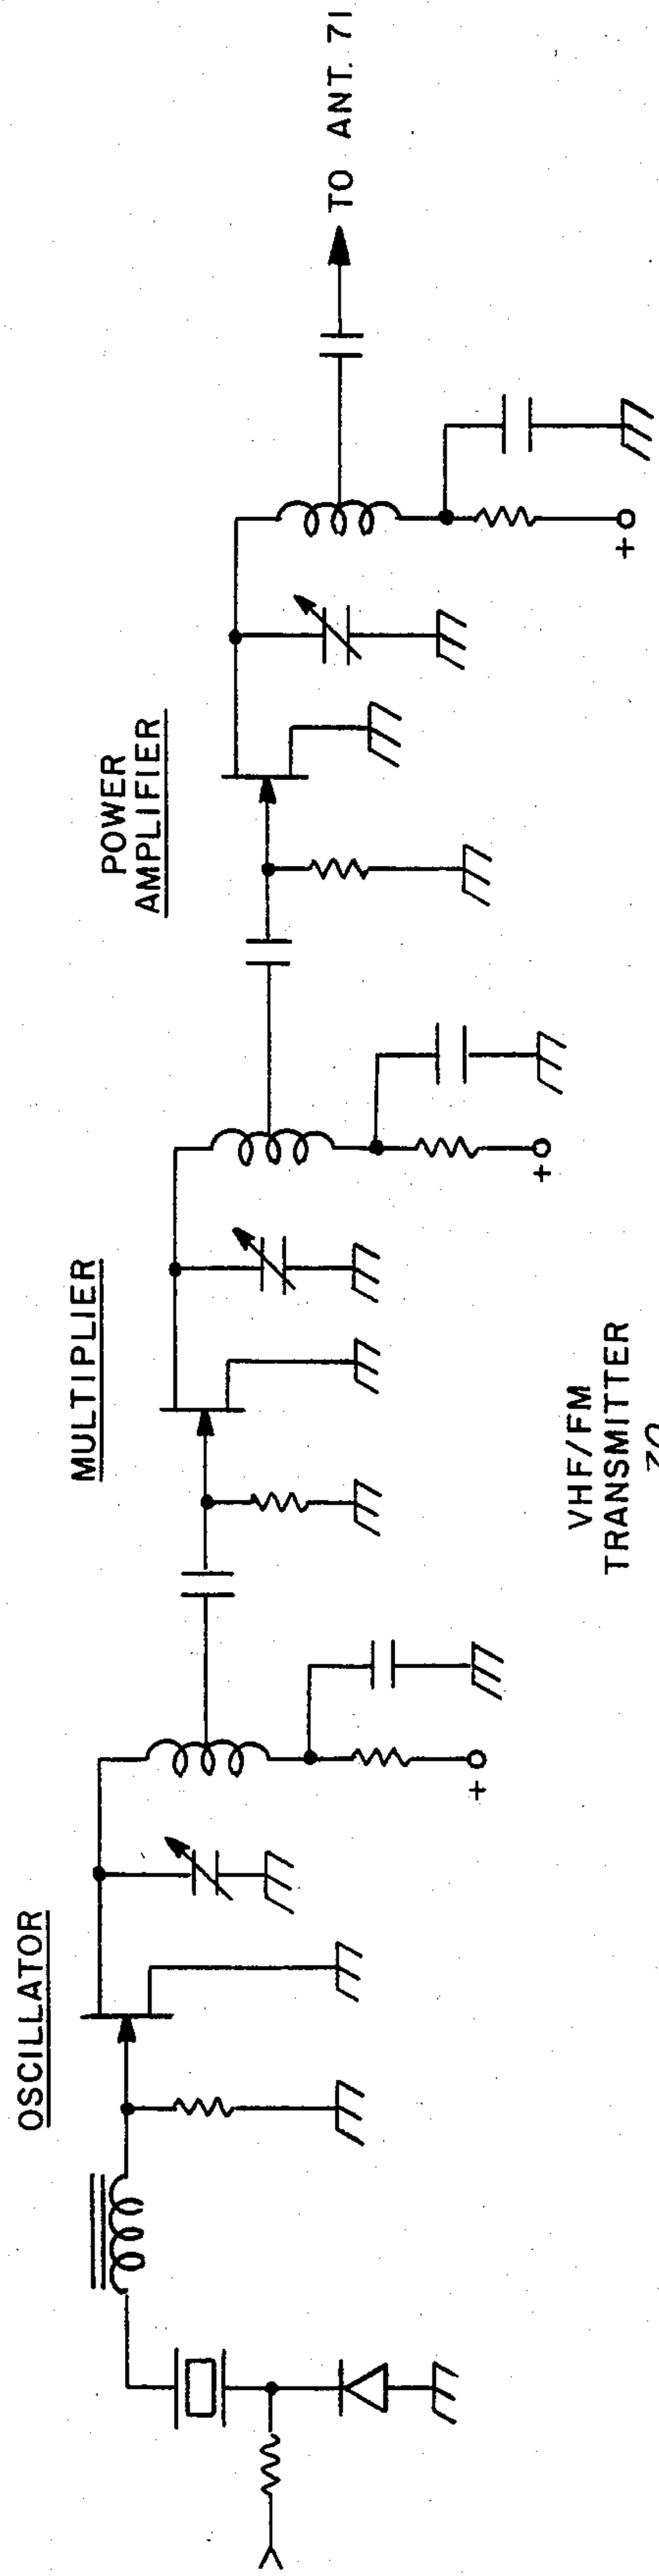 OSCILLATOR
MULTIPLIER
POWER
AMPLIFIER
TO ANT. 71
+
+
+
VHF/FM
TRANSMITTER